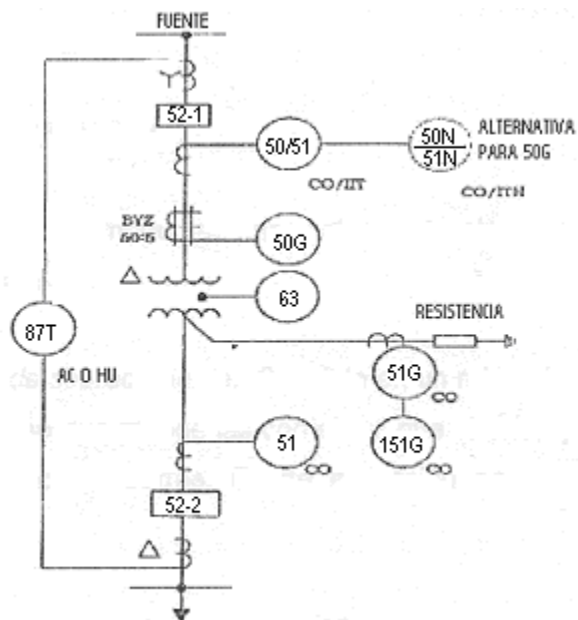 FUENTE
52-1
50/51
50N
51N
ALTERNATIVA
PARA 50G
CO/IIT
CO/ITH
BYZ
50:5
50G
63
87T
AC O HU
RESISTENCIA
51G
CO
151G
CO
51
CO
52-2